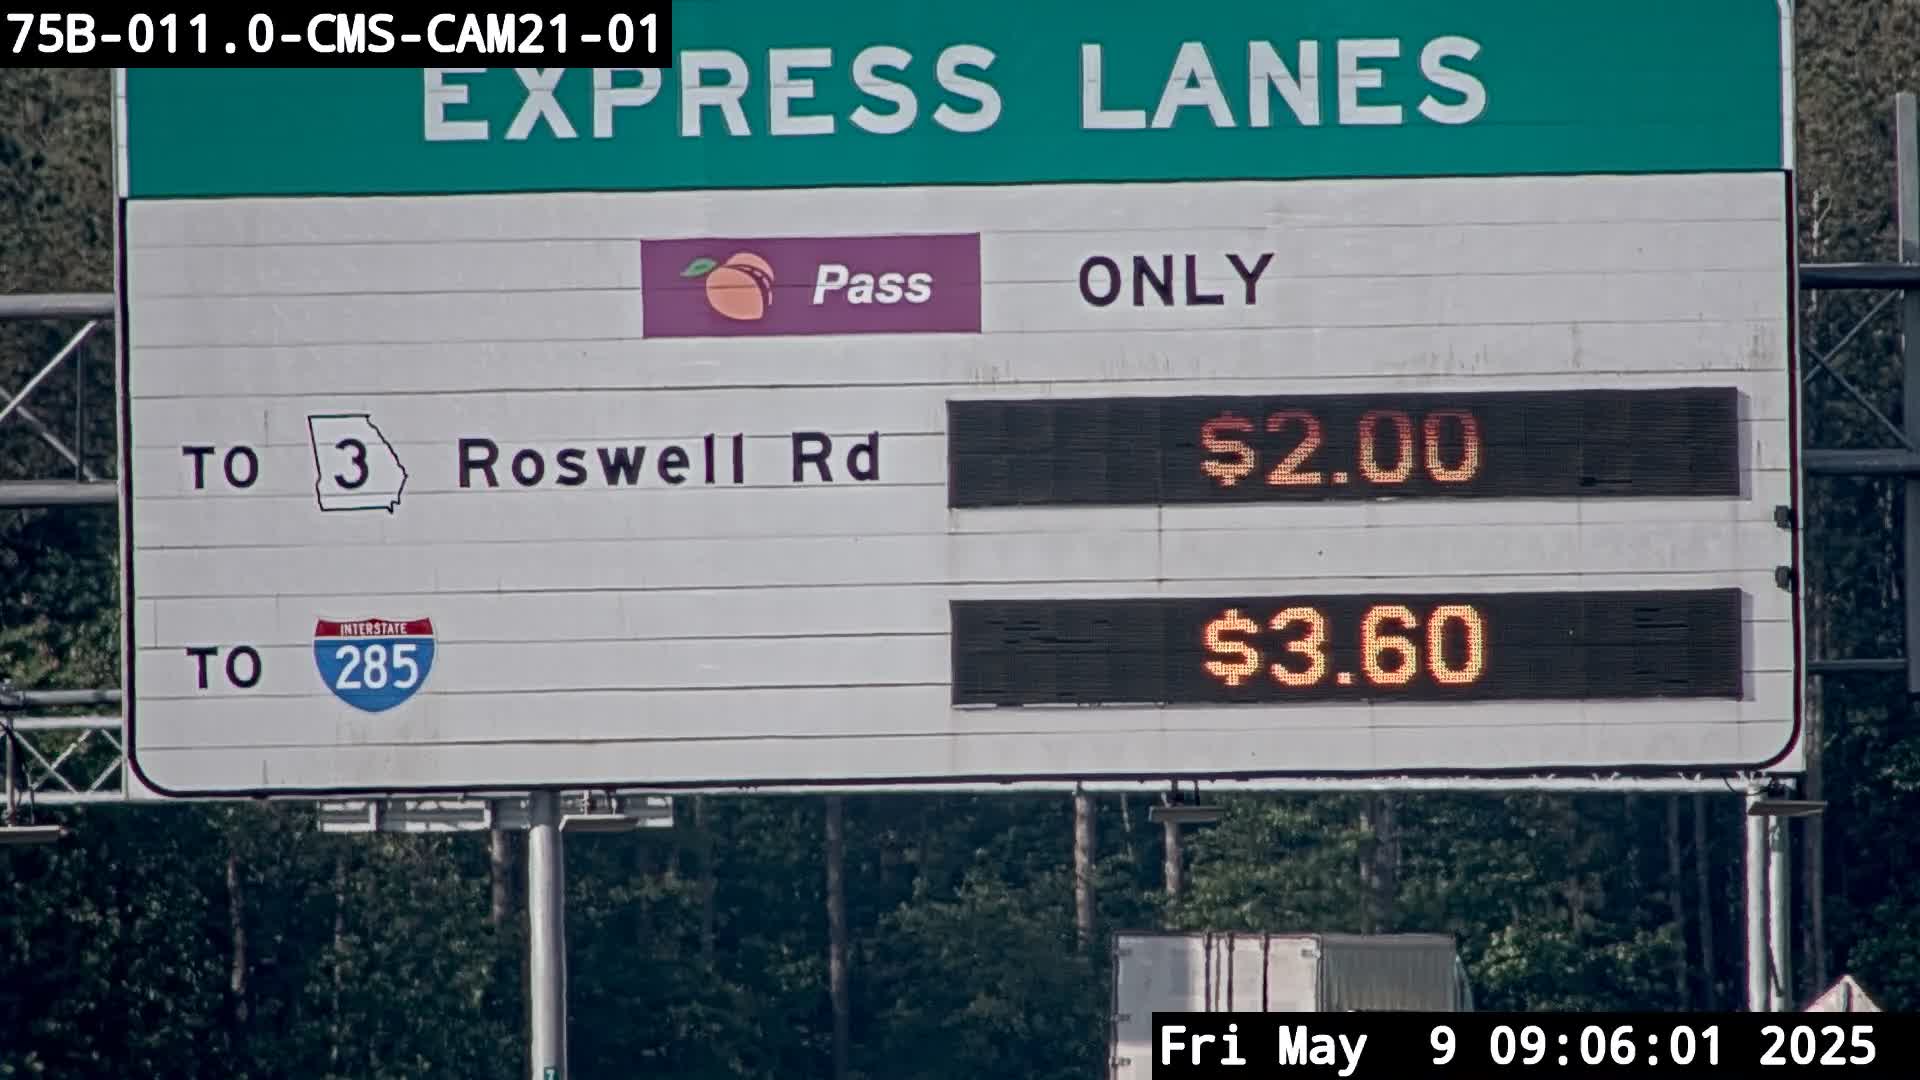 75B-011.0-CMS-CAM21-01
EXPRESS LANES
Pass ONLY
TO 3 Roswell Rd $2.00
INTERSTATE
TO 285 $3.60
Fri May 9 09:06:01 2025